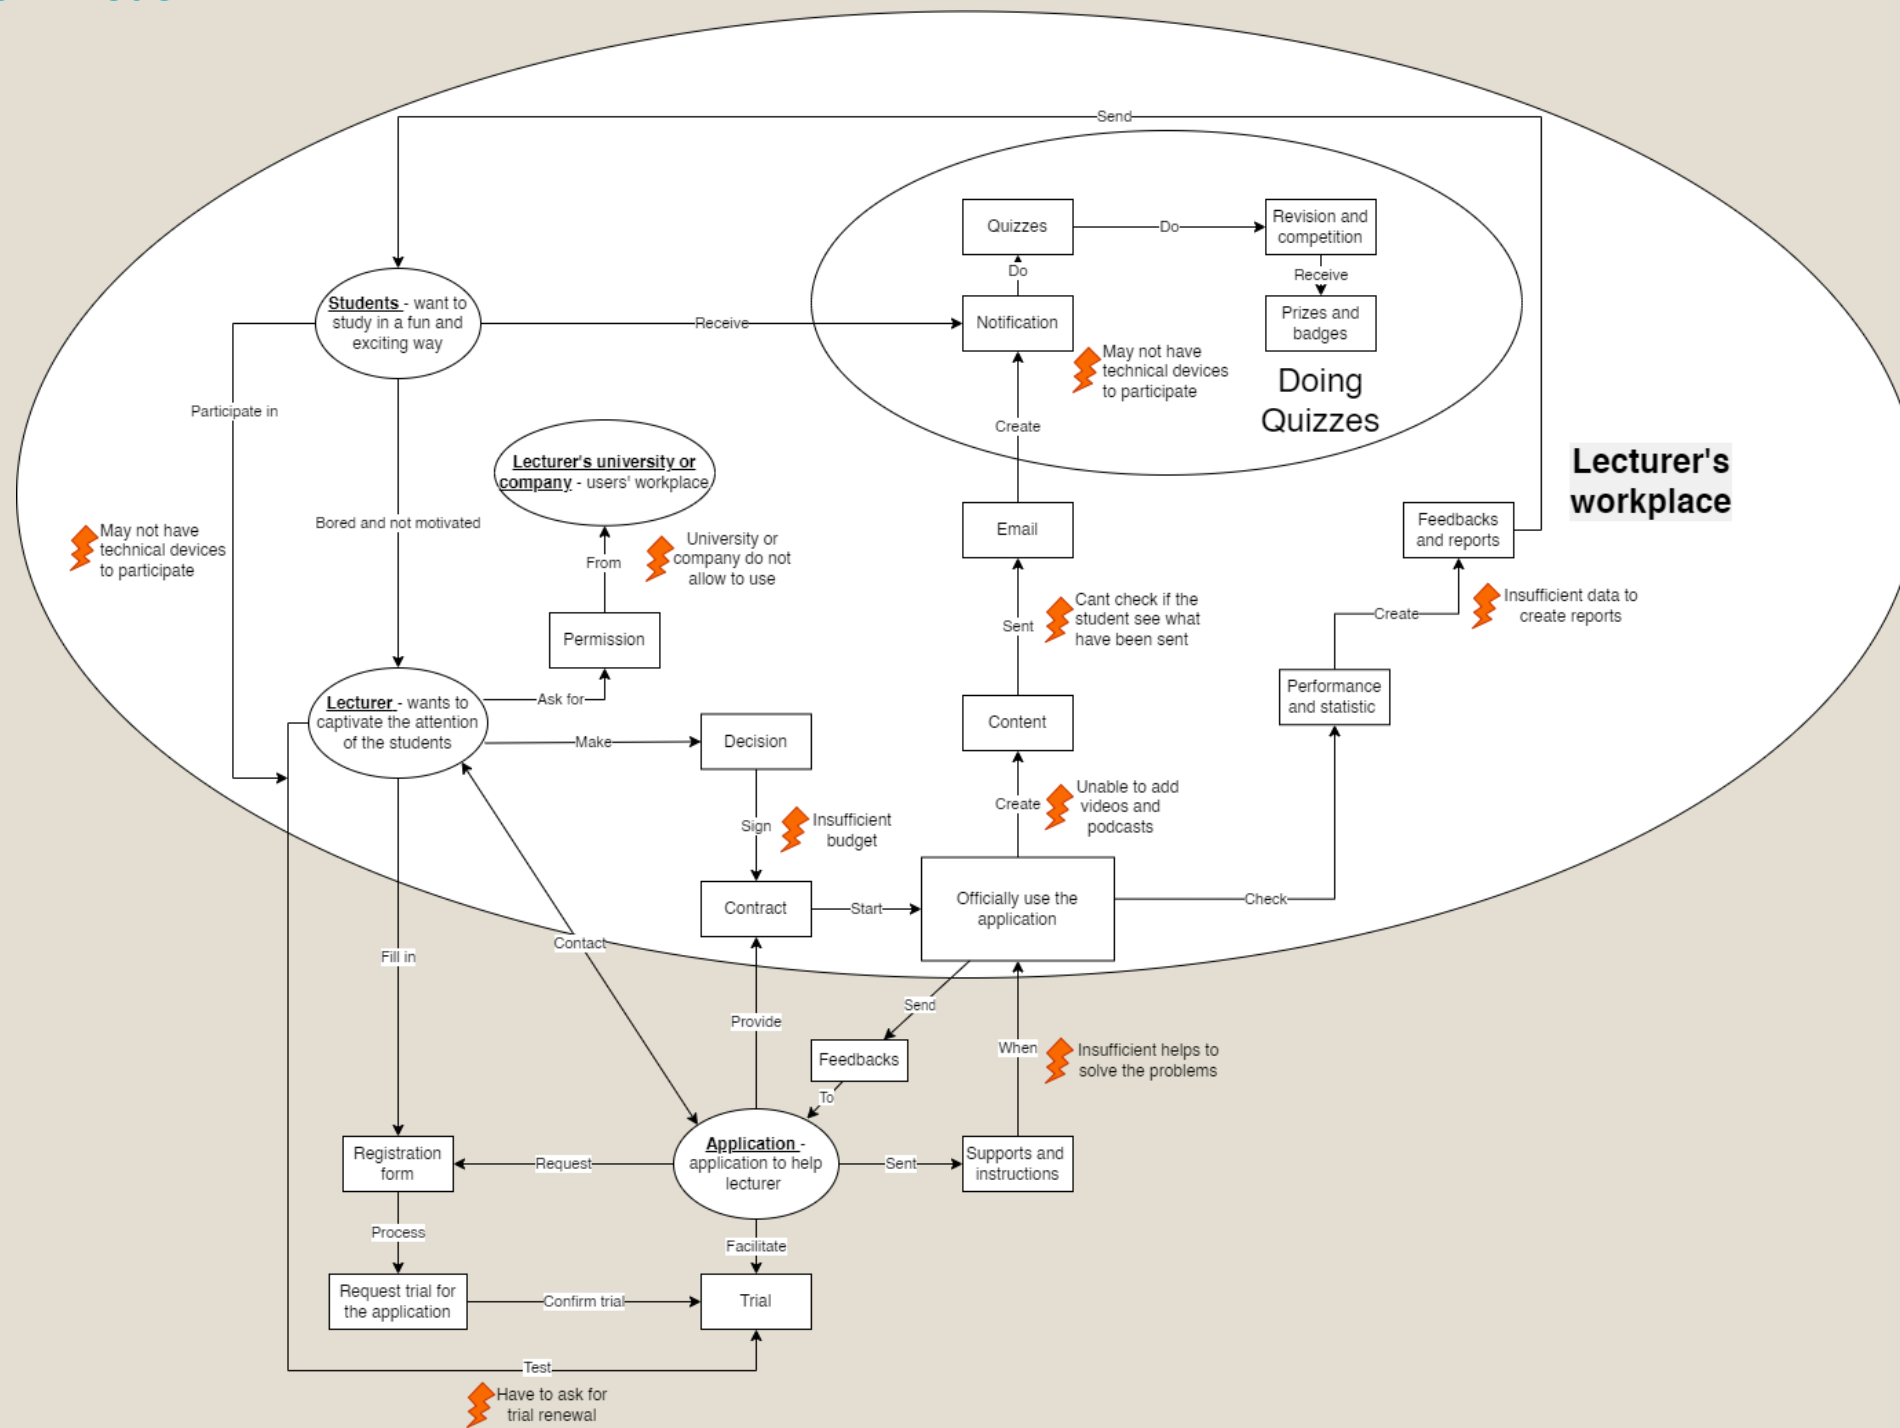 Send
Quizzes
Do
Revision and
competition
Do
Receive
Students - want to
study in a fun and
exciting way
Receive
Notification
Prizes and
badges
May not have
technical devices
to participate
Doing
Quizzes
Participate in
Create
Lecturer's university or
company - users' workplace
Lecturer's
workplace
Bored and not motivated
Email
Feedbacks
and reports
May not have
technical devices
to participate
From
University or
company do not
allow to use
Permission
Sent
Cant check if the
student see what
have been sent
Create
Insufficient data to
create reports
Lecturer - wants to
captivate the attention
of the students
Ask for
Make
Decision
Content
Performance
and statistic
Sign
Insufficient
budget
Create
Unable to add
videos and
podcasts
Contract
Start
Officially use the
application
Check
Fill in
Contact
Provide
Send
Feedbacks
To
When
Insufficient helps to
solve the problems
Registration
form
Request
Application -
application to help
lecturer
Sent
Supports and
instructions
Process
Facilitate
Request trial for
the application
Confirm trial
Trial
Test
Have to ask for
trial renewal